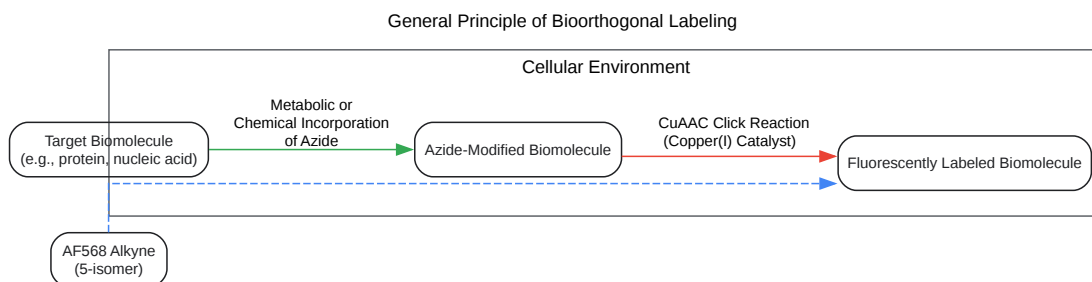 General Principle of Bioorthogonal Labeling
Cellular Environment
Metabolic or
Chemical Incorporation
of Azide
CuAAC Click Reaction
(Copper(I) Catalyst)
Target Biomolecule
(e.g., protein, nucleic acid)
Azide-Modified Biomolecule
Fluorescently Labeled Biomolecule
AF568 Alkyne
(5-isomer)